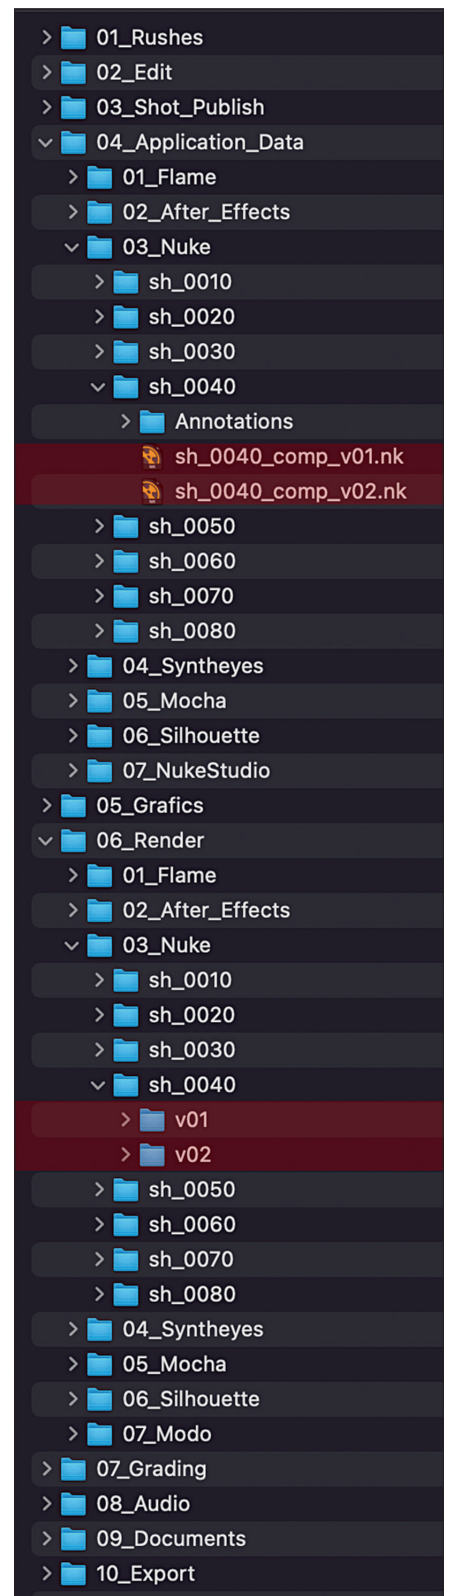 01_Rushes
02_Edit
03_Shot_Publish
04_Application_Data
01_Flame
02_After_Effects
03_Nuke
sh_0010
sh_0020
sh_0030
sh_0040
Annotations
sh_0040_comp_v01.nk
sh_0040_comp_v02.nk
sh_0050
sh_0060
sh_0070
sh_0080
04_Syntheyes
05_Mocha
06_Silhouette
07_NukeStudio
05_Grafics
06_Render
01_Flame
02_After_Effects
03_Nuke
sh_0010
sh_0020
sh_0030
sh_0040
v01
v02
sh_0050
sh_0060
sh_0070
sh_0080
04_Syntheyes
05_Mocha
06_Silhouette
07_Modo
07_Grading
08_Audio
09_Documents
10_Export